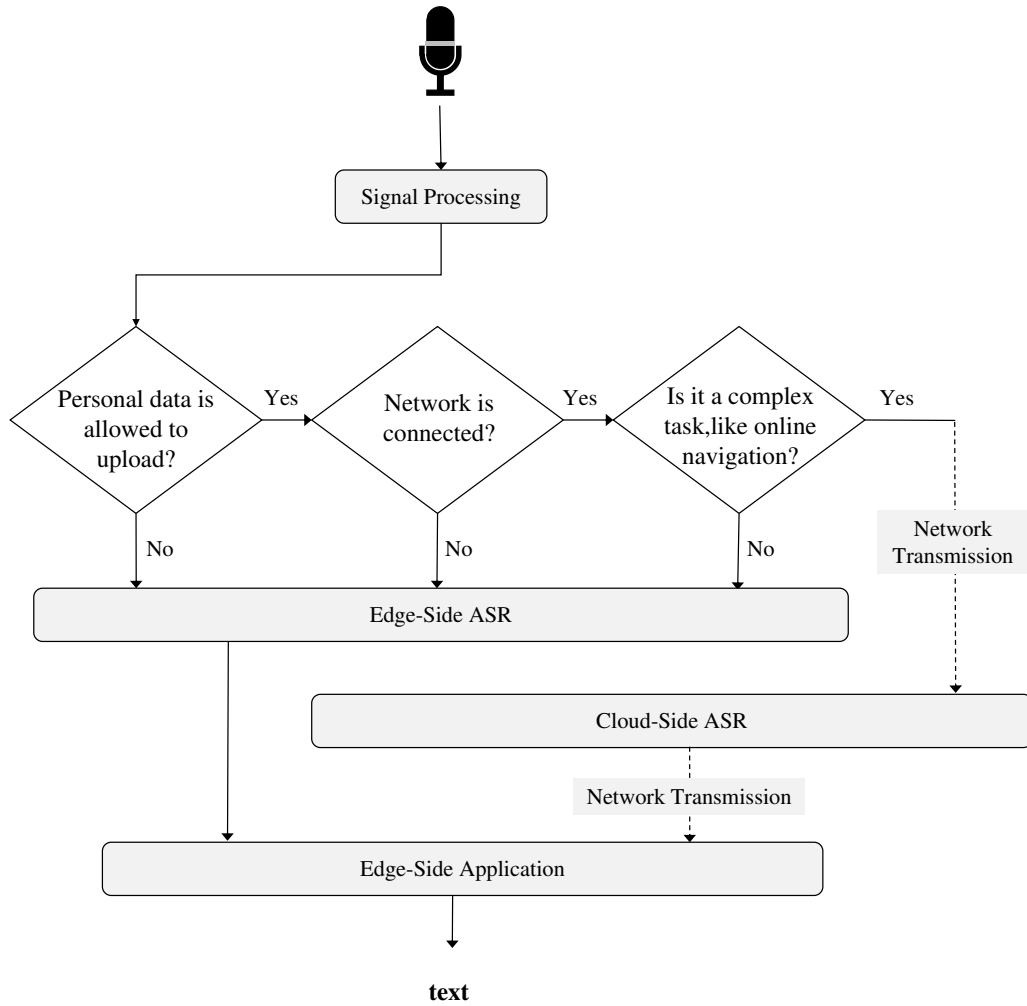 Signal Processing
Personal data is
allowed to
upload?
Yes
Network is
connected?
Yes
Is it a complex
task,like online
navigation?
Yes
No
No
No
Network
Transmission
Edge-Side ASR
Cloud-Side ASR
Network Transmission
Edge-Side Application
text